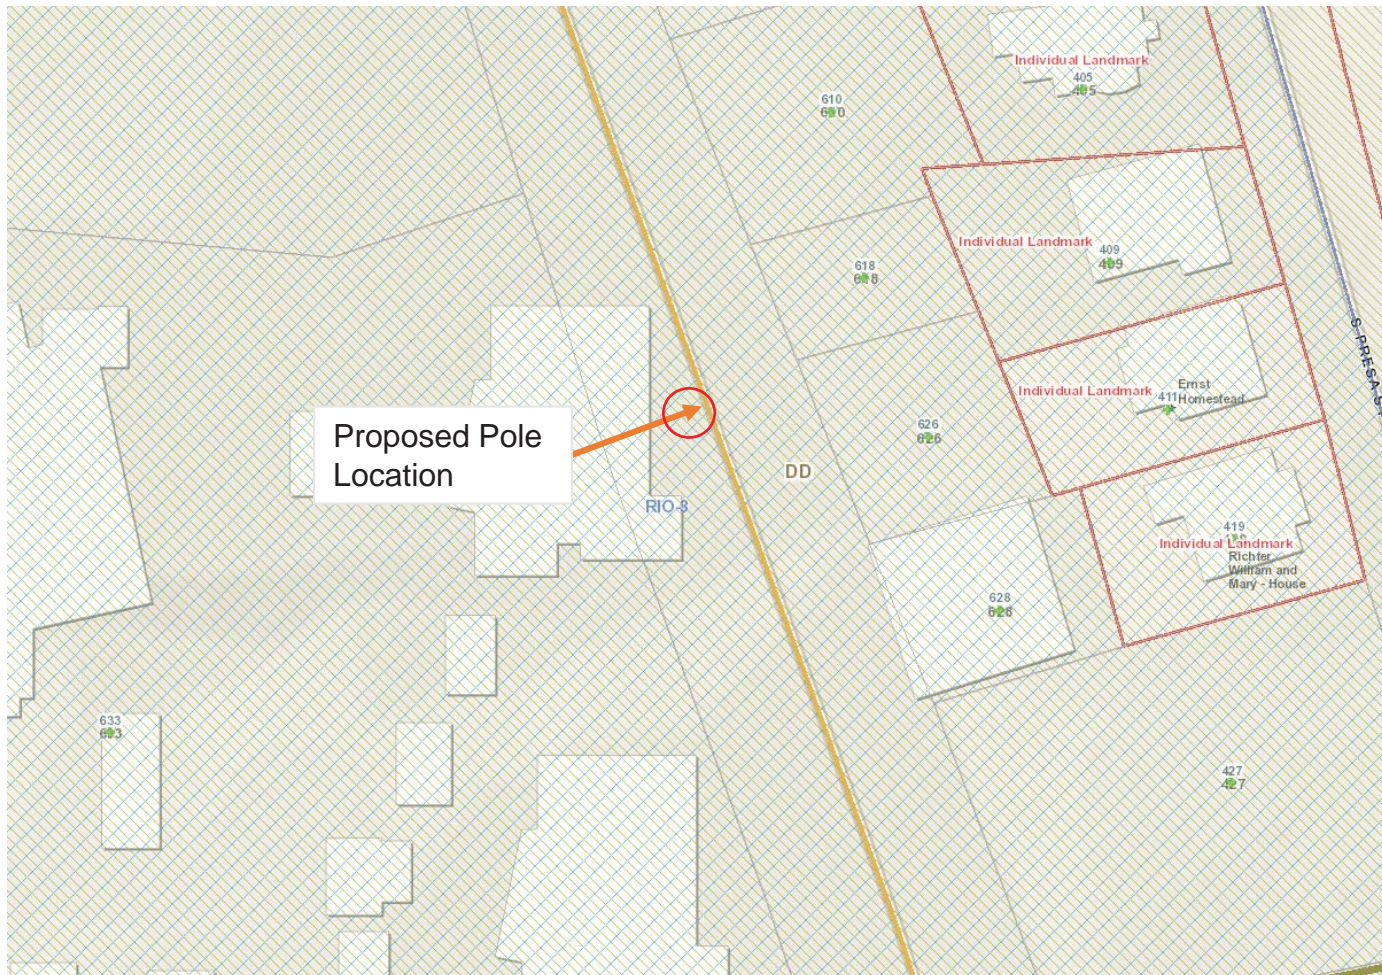 Individual Landmark
405
405
610
610
Individual Landmark
409
409
618
618
S PRESA ST
Individual Landmark
Ernst
Homestead
411
626
626
Proposed Pole
Location
DD
RIO-3
419
Individual Landmark
Richter
William and
Mary - House
628
628
633
633
427
427